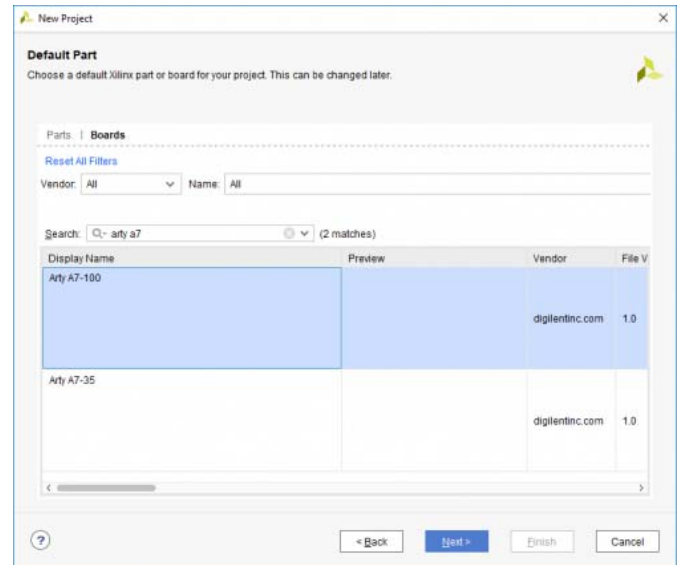 New Project
Default Part
Choose a default Xilinx part or board for your project. This can be changed later.
Parts | Boards
Reset All Filters
Vendor: All Name: All
Search: arty a7 (2 matches)
Display Name Preview Vendor File V
Arty A7-100
digilentinc.com 1.0
Arty A7-35
digilentinc.com 1.0
? < Back Next > Finish Cancel